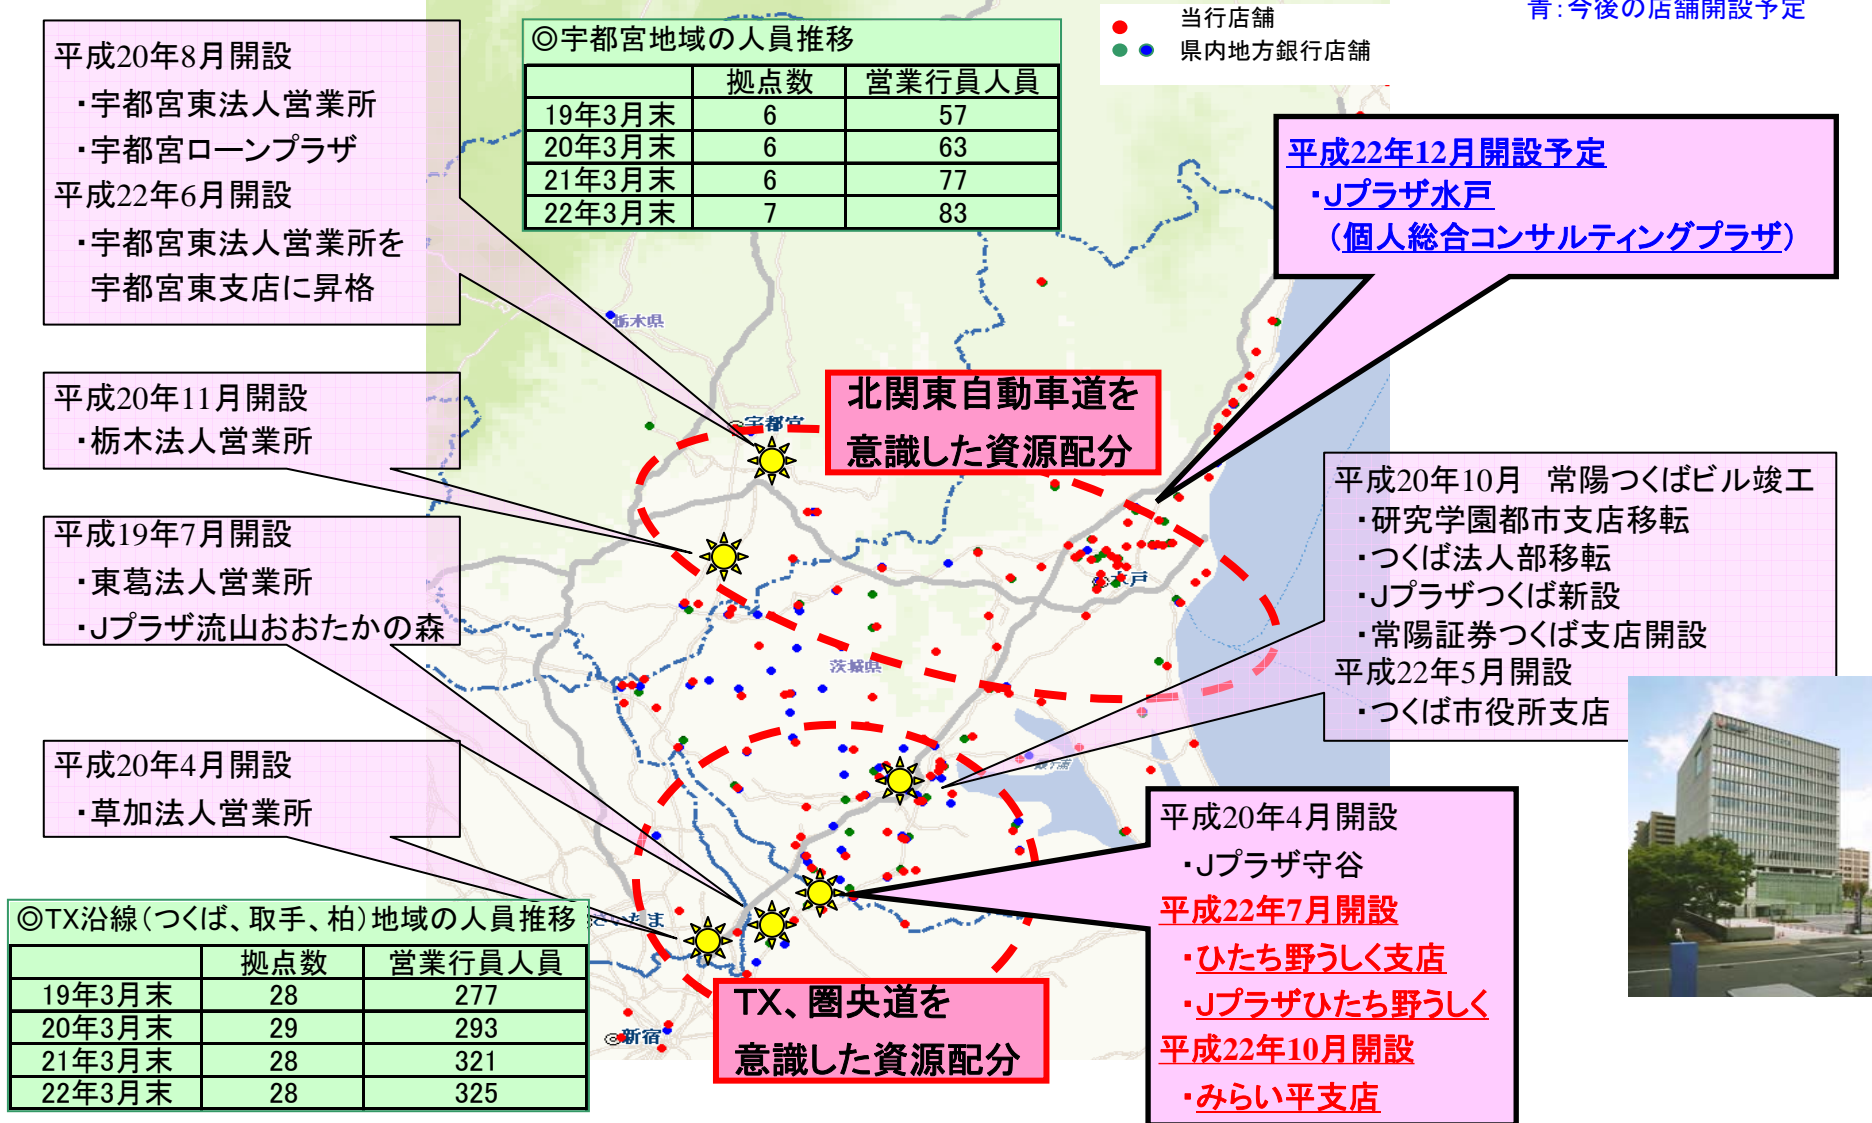 青：今後の店舗開設予定
当行店舗
県内地方銀行店舗
平成20年8月開設
・宇都宮東法人営業所
・宇都宮ローンプラザ
平成22年6月開設
・宇都宮東法人営業所を
宇都宮東支店に昇格
◎宇都宮地域の人員推移
拠点数 営業行員人員
19年3月末 6 57
20年3月末 6 63
21年3月末 6 77
22年3月末 7 83
平成22年12月開設予定
・Jプラザ水戸
（個人総合コンサルティングプラザ）
栃木県
平成20年11月開設
・栃木法人営業所
宇都宮
北関東自動車道を
意識した資源配分
平成19年7月開設
・東葛法人営業所
・Jプラザ流山おおたかの森
水戸
茨城県
平成20年10月　常陽つくばビル竣工
・研究学園都市支店移転
・つくば法人部移転
・Jプラザつくば新設
・常陽証券つくば支店開設
平成22年5月開設
・つくば市役所支店
平成20年4月開設
・草加法人営業所
平成20年4月開設
・Jプラザ守谷
平成22年7月開設
・ひたち野うしく支店
・Jプラザひたち野うしく
平成22年10月開設
・みらい平支店
さいたま
◎TX沿線（つくば、取手、柏）地域の人員推移
拠点数 営業行員人員
19年3月末 28 277
20年3月末 29 293
21年3月末 28 321
22年3月末 28 325
◎新宿
TX、圏央道を
意識した資源配分